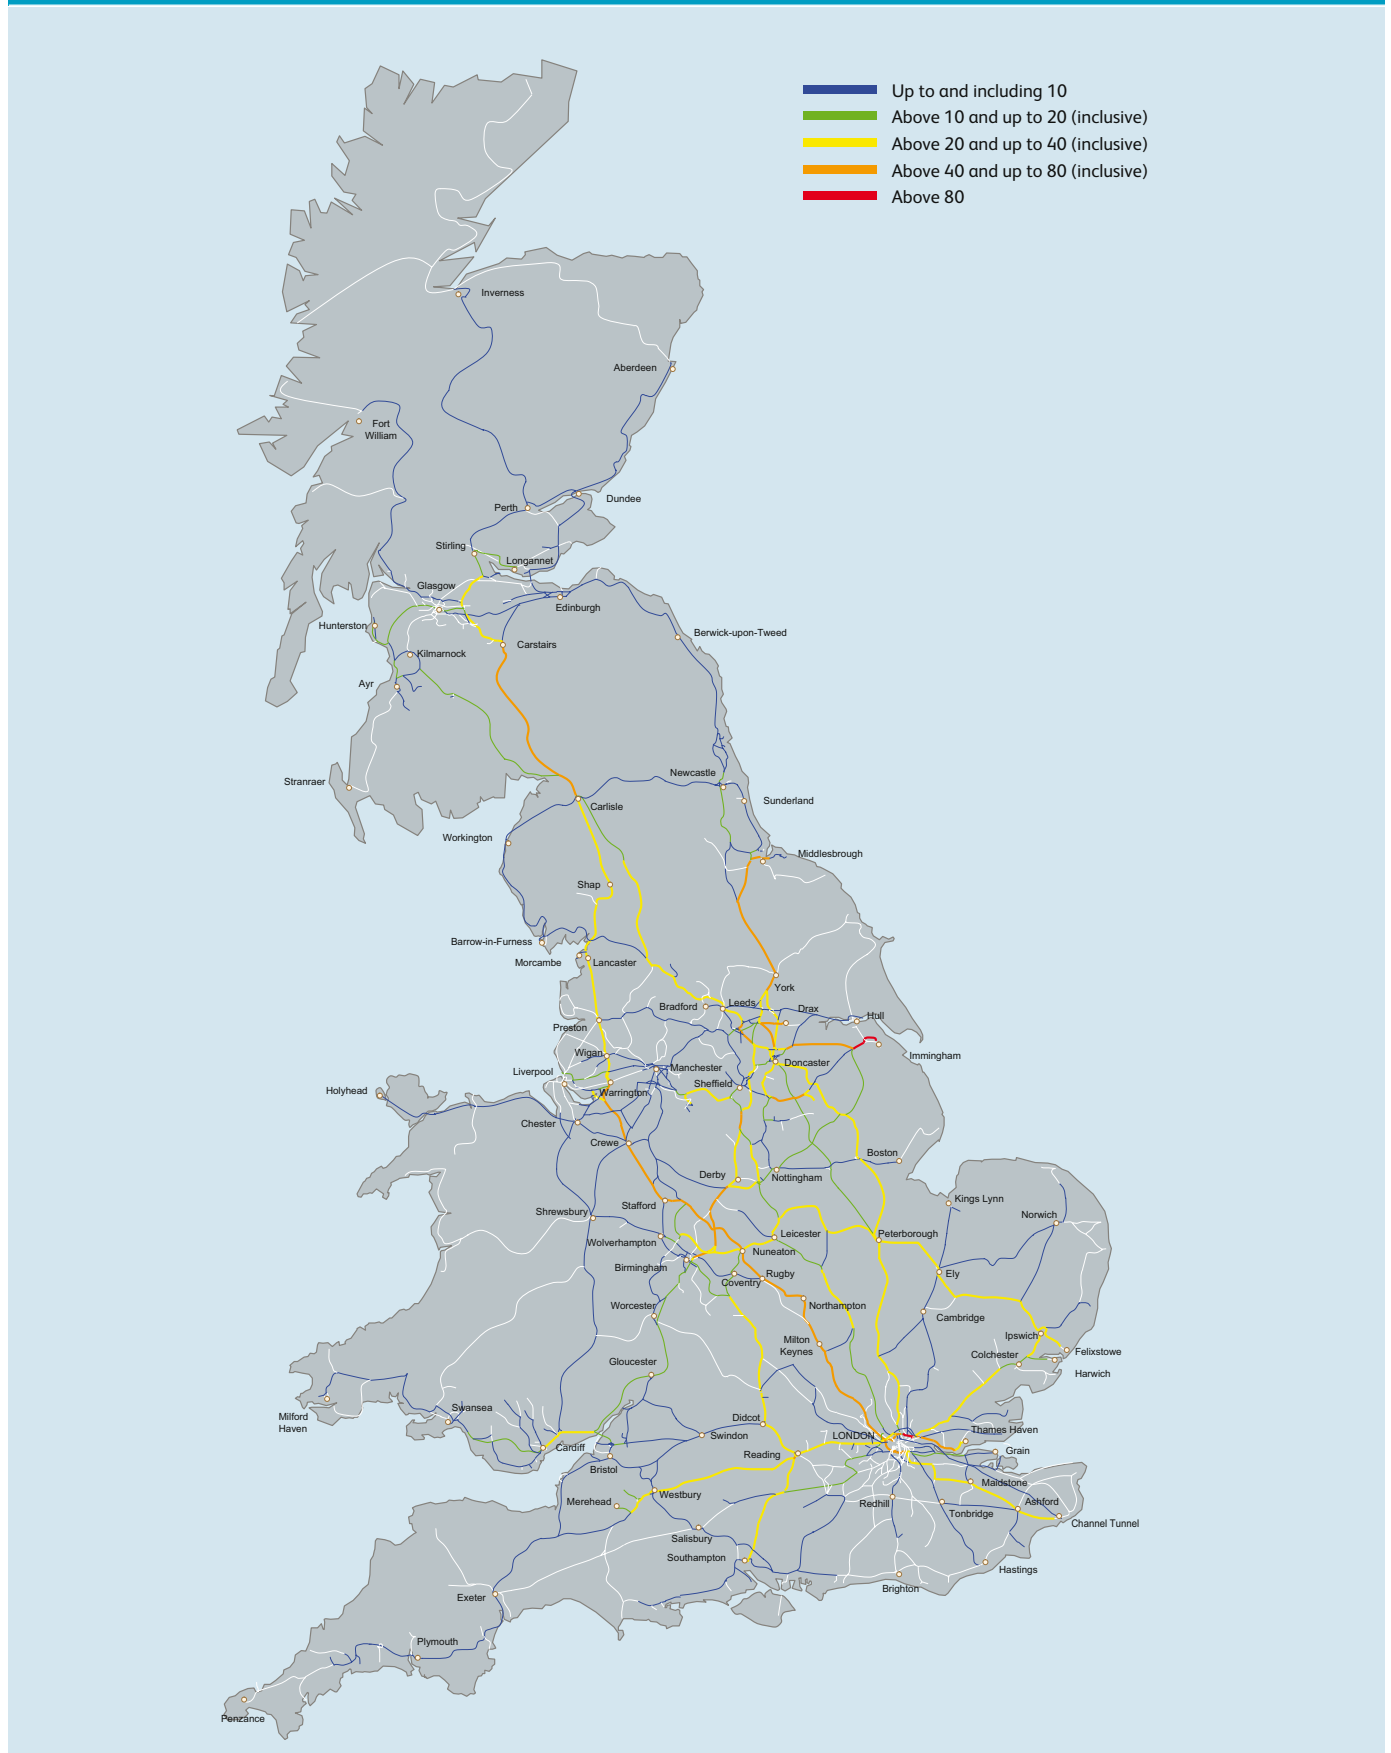 Up to and including 10
Above 10 and up to 20 (inclusive)
Above 20 and up to 40 (inclusive)
Above 40 and up to 80 (inclusive)
Above 80
Inverness
Aberdeen
Fort
William
Dundee
Perth
Stirling
Longannet
Glasgow
Edinburgh
Hunterston
Berwick-upon-Tweed
Carstairs
Kilmarnock
Ayr
Newcastle
Stranraer
Sunderland
Carlisle
Workington
Middlesbrough
Shap
Barrow-in-Furness
Morcambe
Lancaster
York
Bradford
Leeds
Drax
Hull
Preston
Wigan
Immingham
Doncaster
Liverpool
Manchester
Sheffield
Holyhead
Warrington
Chester
Crewe
Boston
Derby
Nottingham
Kings Lynn
Stafford
Shrewsbury
Norwich
Leicester
Peterborough
Wolverhampton
Nuneaton
Birmingham
Rugby
Ely
Coventry
Worcester
Northampton
Cambridge
Milton
Keynes
Ipswich
Colchester
Felixstowe
Gloucester
Harwich
Swansea
Milford
Haven
Didcot
Thames Haven
Swindon
LONDON
Cardiff
Reading
Grain
Bristol
Maidstone
Merehead
Westbury
Redhill
Ashford
Tonbridge
Channel Tunnel
Salisbury
Southampton
Hastings
Brighton
Exeter
Plymouth
Penzance